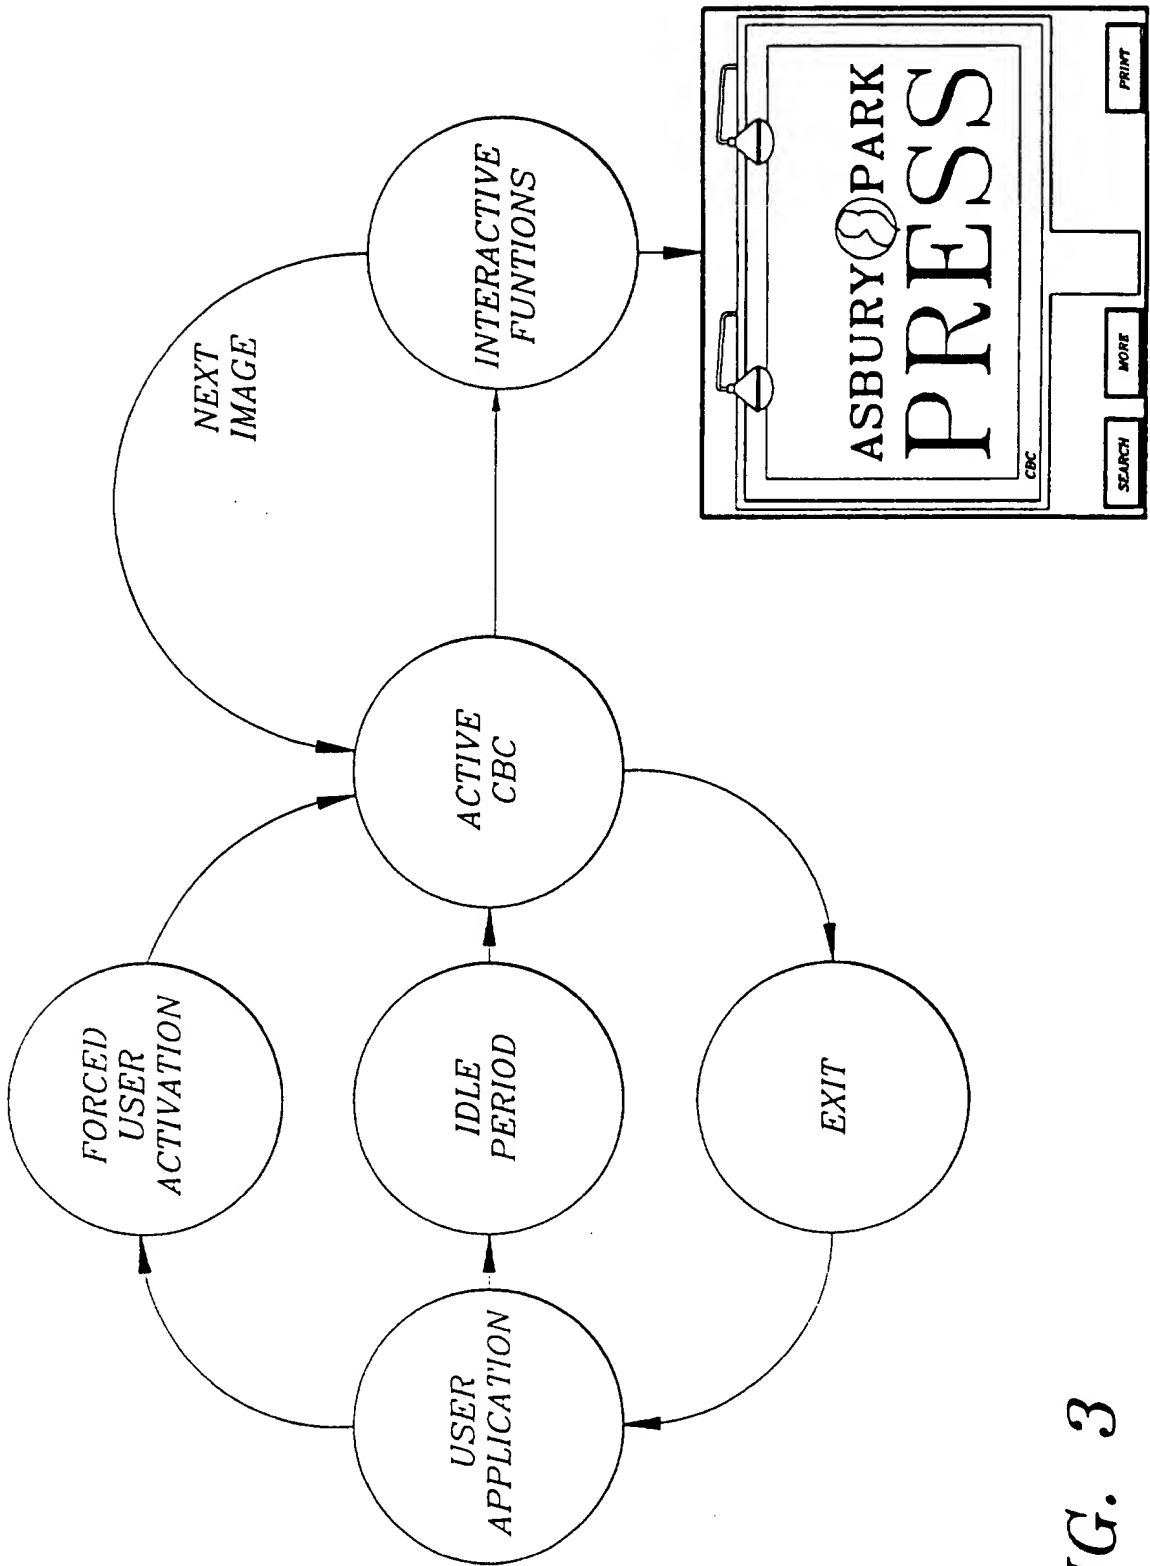 FORCED
USER
ACTIVATION
NEXT
IMAGE
USER
APPLICATION
IDLE
PERIOD
ACTIVE
CBC
INTERACTIVE
FUNTIONS
EXIT
ASBURY PARK
PRESS
CBC
SEARCH
MORE
PRINT
G. 3